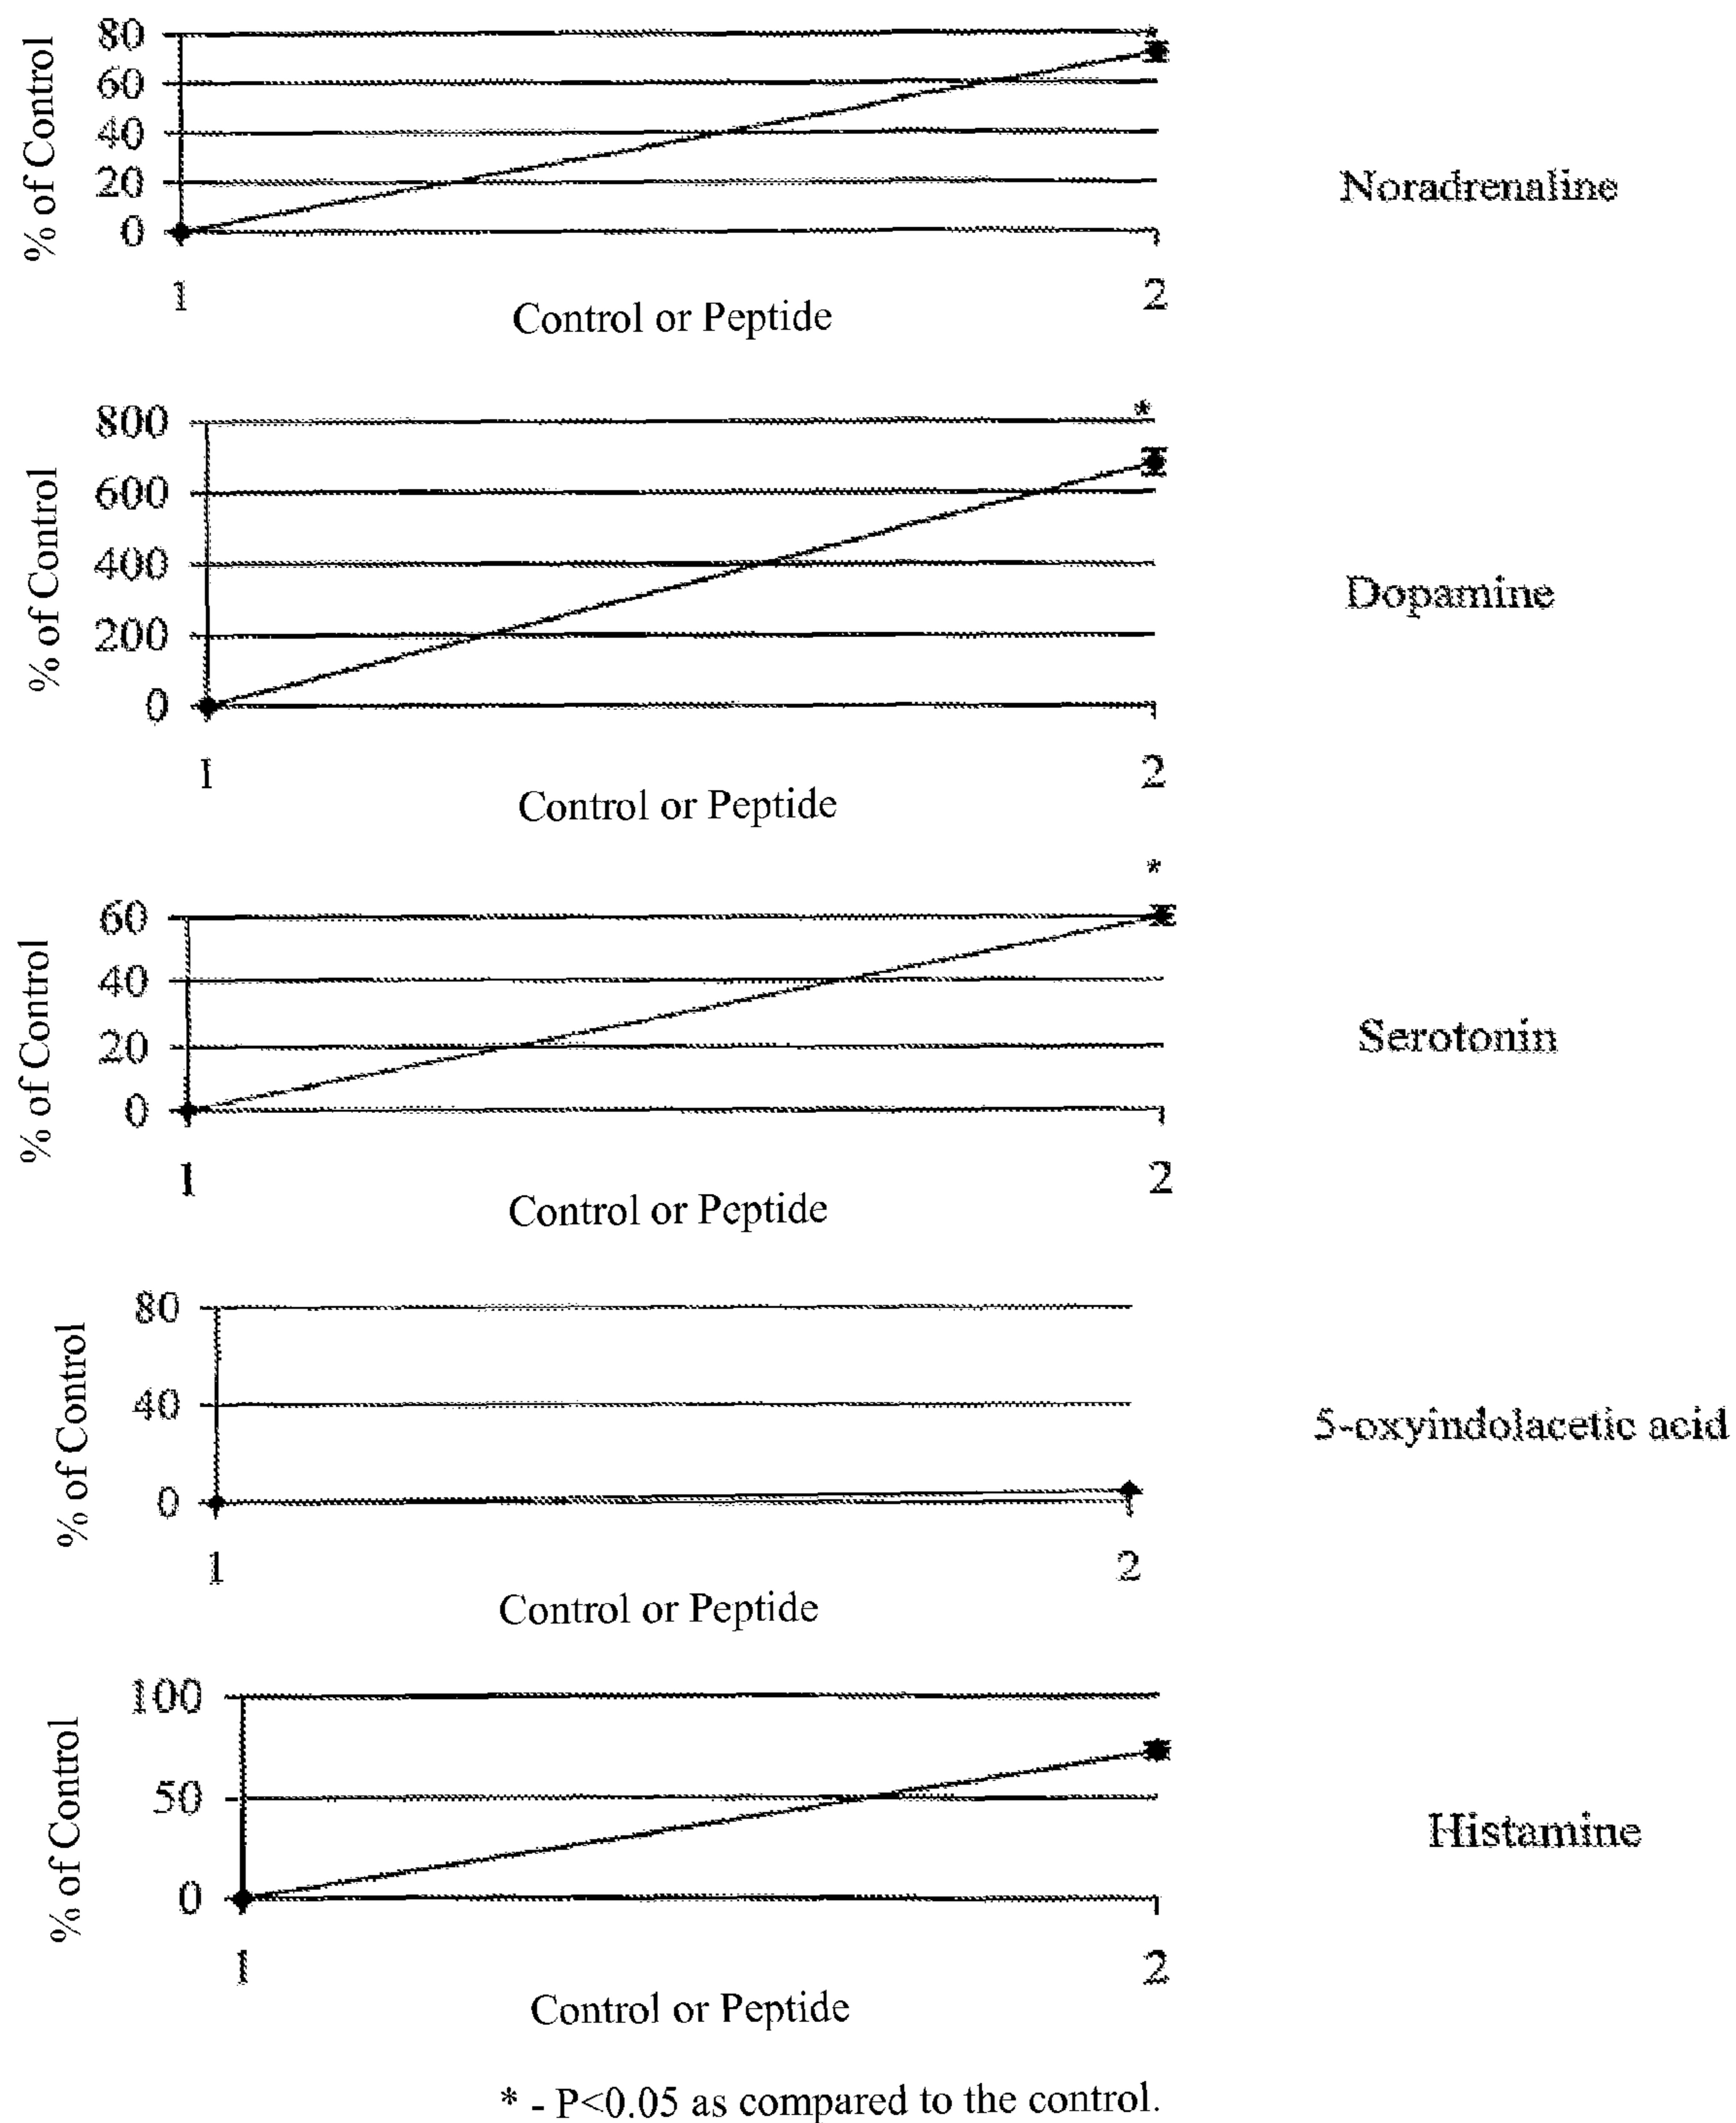 % of Control
80
60
40
20
0
*
Noradrenaline
1
2
Control or Peptide
% of Control
800
600
400
200
0
*
Dopamine
1
2
Control or Peptide
% of Control
60
40
20
0
*
Serotonin
1
2
Control or Peptide
% of Control
80
40
0
5-oxyindolacetic acid
1
2
Control or Peptide
% of Control
100
50
0
Histamine
1
2
Control or Peptide
* - P<0.05 as compared to the control.